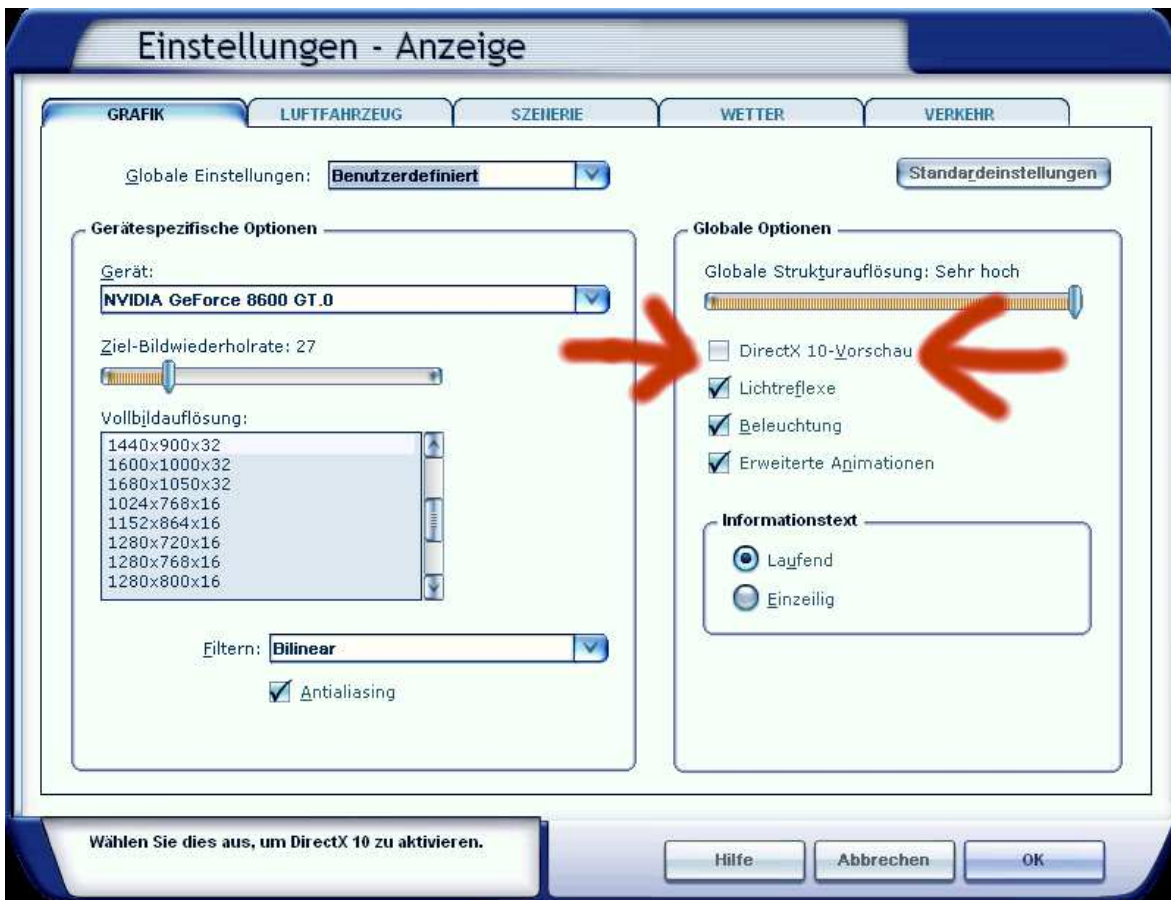 Einstellungen - Anzeige
GRAFIK
LUFTFAHRZEUG
SZENERIE
WETTER
VERKEHR
Globale Einstellungen: Benutzerdefiniert
Standardeinstellungen
Gerätespezifische Optionen
Gerät:
NVIDIA GeForce 8600 GT.0
Ziel-Bildwiederholrate: 27
Vollbildauflösung:
1440x900x32
1600x1000x32
1680x1050x32
1024x768x16
1152x864x16
1280x720x16
1280x768x16
1280x800x16
Filtern: Bilinear
Antialiasing
Globale Optionen
Globale Strukturauflösung: Sehr hoch
DirectX 10-Vorschau
Lichtreflexe
Beleuchtung
Erweiterte Animationen
Informationstext
Laufend
Einzeilig
Wählen Sie dies aus, um DirectX 10 zu aktivieren.
Hilfe
Abbrechen
OK